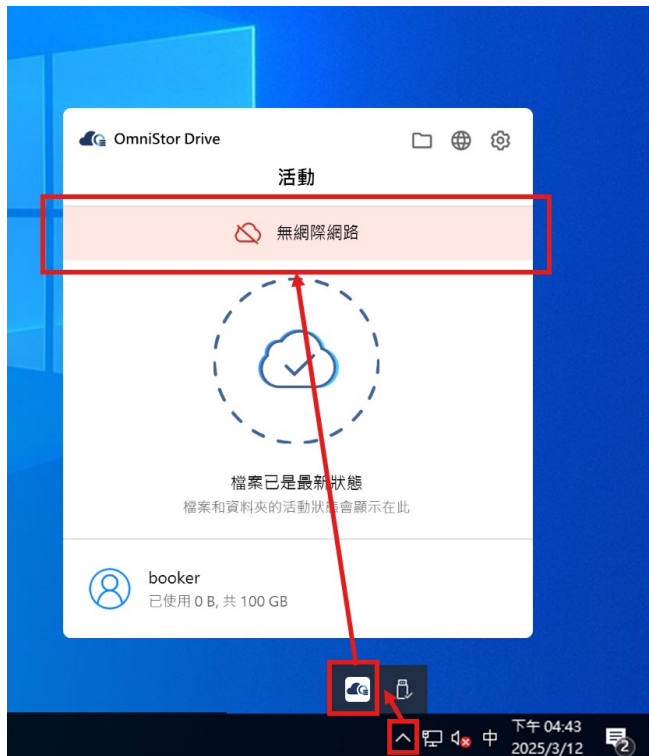 OmniStor Drive
活動
無網際網路
檔案已是最新狀態
檔案和資料夾的活動狀態會顯示在此
booker
已使用 0 B, 共 100 GB
中
下午 04:43
2025/3/12
2